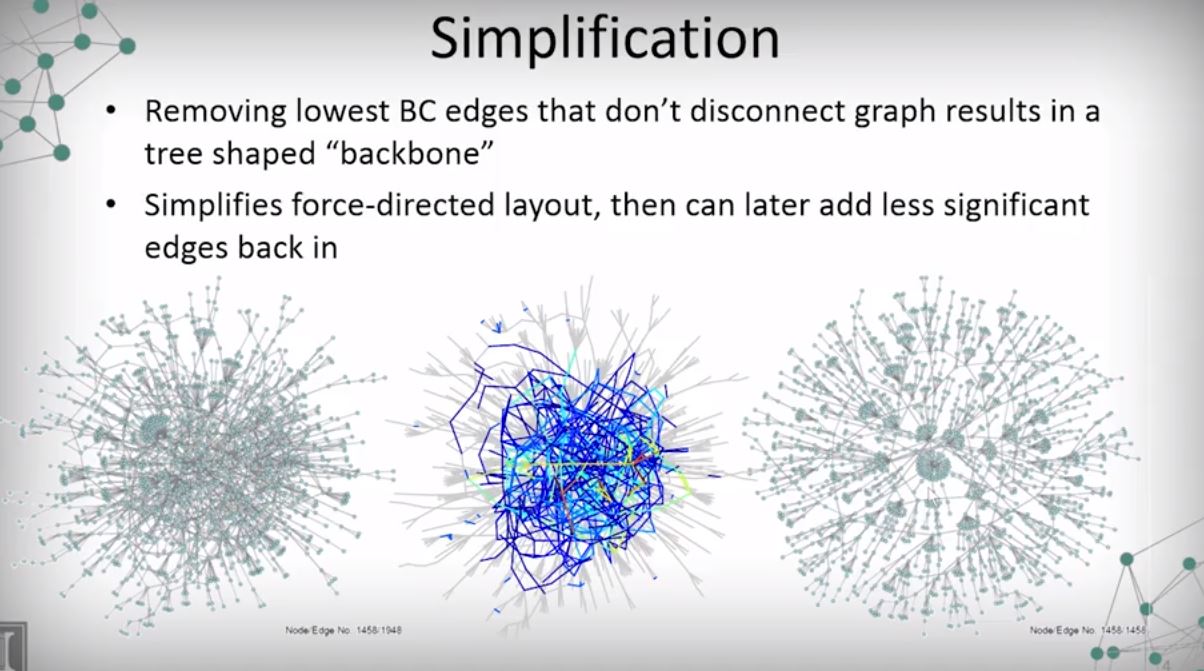 Simplification
• Removing lowest BC edges that don’t disconnect graph results in a
tree shaped “backbone”
• Simplifies force-directed layout, then can later add less significant
edges back in
Node/Edge No. 1458/1948
Node/Edge No. 1458/1458
4